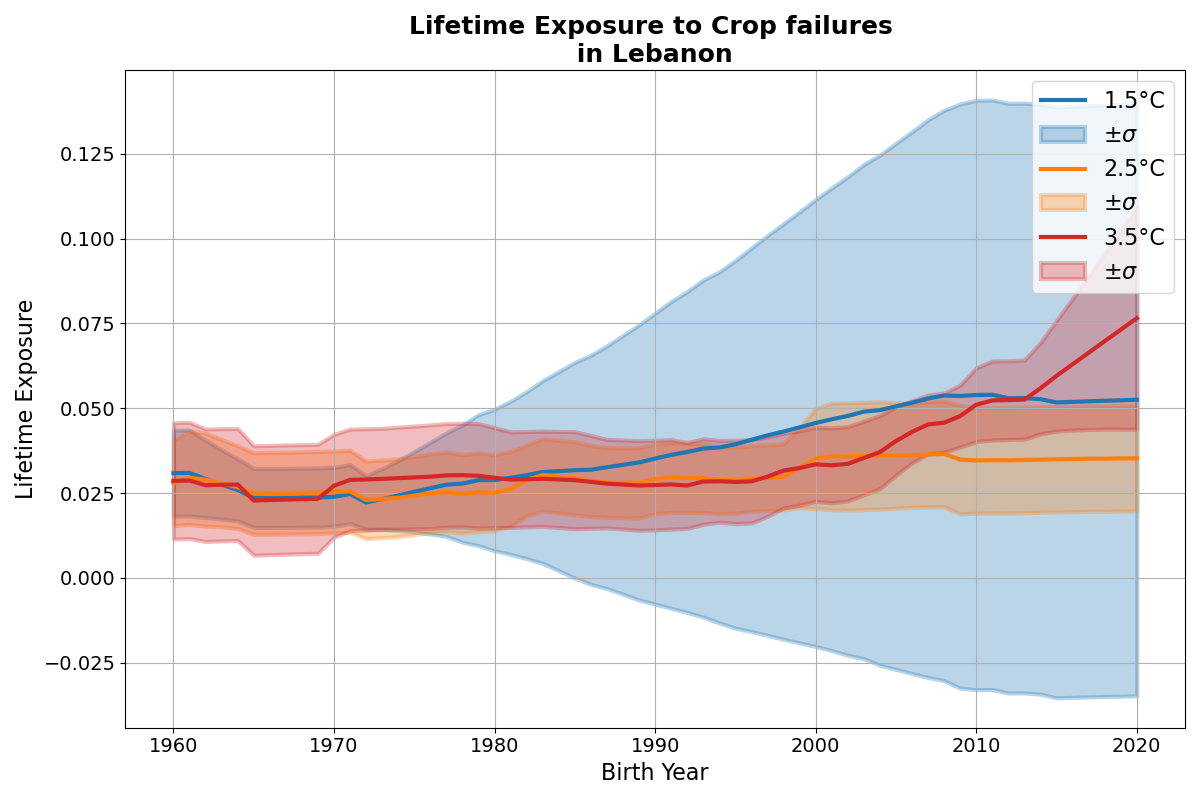 Lifetime Exposure to Crop failures
in Lebanon
1.5°C
±σ
2.5°C
±σ
3.5°C
±σ
Lifetime Exposure
0.125
0.100
0.075
0.050
0.025
0.000
−0.025
1960 1970 1980 1990 2000 2010 2020
Birth Year